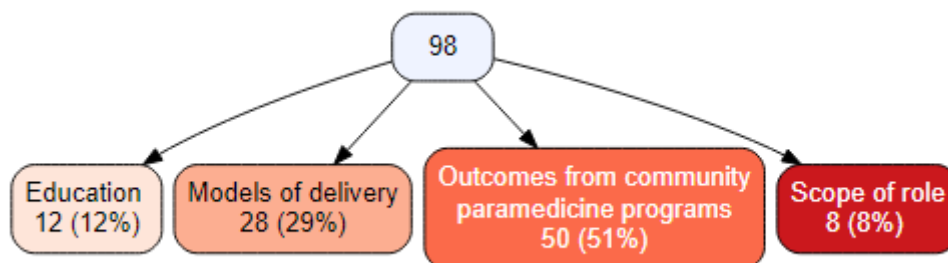 98
Education
12 (12%)
Models of delivery
28 (29%)
Outcomes from community
paramedicine programs
50 (51%)
Scope of role
8 (8%)